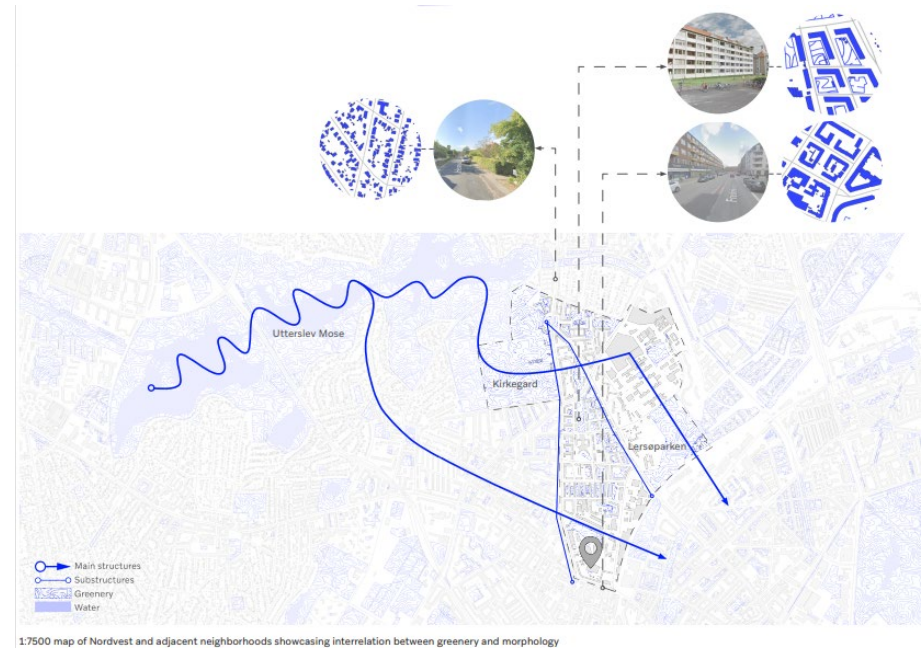 Utterslev Mose
Kirkegard
Lersøparken
Main structures
Substructures
Greenery
Water
1:7500 map of Nordvest and adjacent neighborhoods showcasing interrelation between greenery and morphology